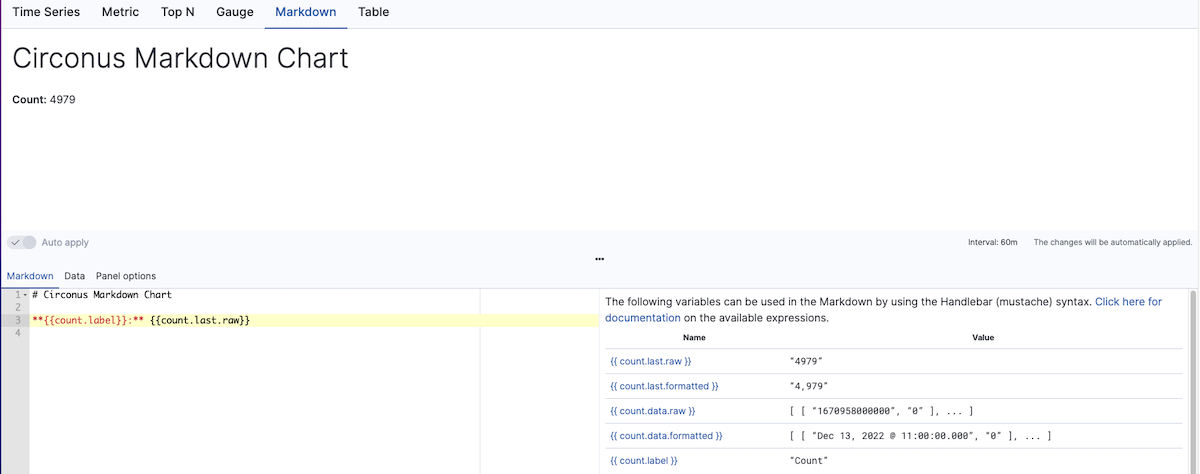 Time Series Metric Top N Gauge Markdown Table
Circonus Markdown Chart
Count: 4979
Auto apply
Interval: 60m The changes will be automatically applied.
Markdown Data Panel options
1 # Circonus Markdown Chart
2
3 **{{count.label}}:** {{count.last.raw}}
4
The following variables can be used in the Markdown by using the Handlebar (mustache) syntax. Click here for
documentation on the available expressions.
Name Value
{{ count.last.raw }} "4979"
{{ count.last.formatted }} "4,979"
{{ count.data.raw }} [ [ "1670958000000", "0" ], ... ]
{{ count.data.formatted }} [ [ "Dec 13, 2022 @ 11:00:00.000", "0" ], ... ]
{{ count.label }} "Count"